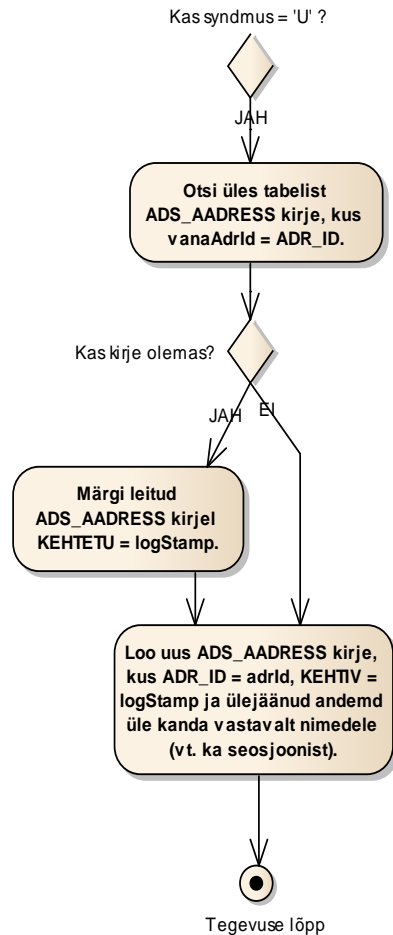 Kas syndmus = 'U' ?
JAH
Otsi üles tabelist
ADS_AADRESS kirje, kus
vanaAdrId = ADR_ID.
Kas kirje olemas?
JAH
EI
Märgi leitud
ADS_AADRESS kirjel
KEHTETU = logStamp.
Loo uus ADS_AADRESS kirje,
kus ADR_ID = adrId, KEHTIV =
logStamp ja ülejäänud andemd
üle kanda vastavalt nimedele
(vt. ka seosjoonist).
Tegevuse lõpp